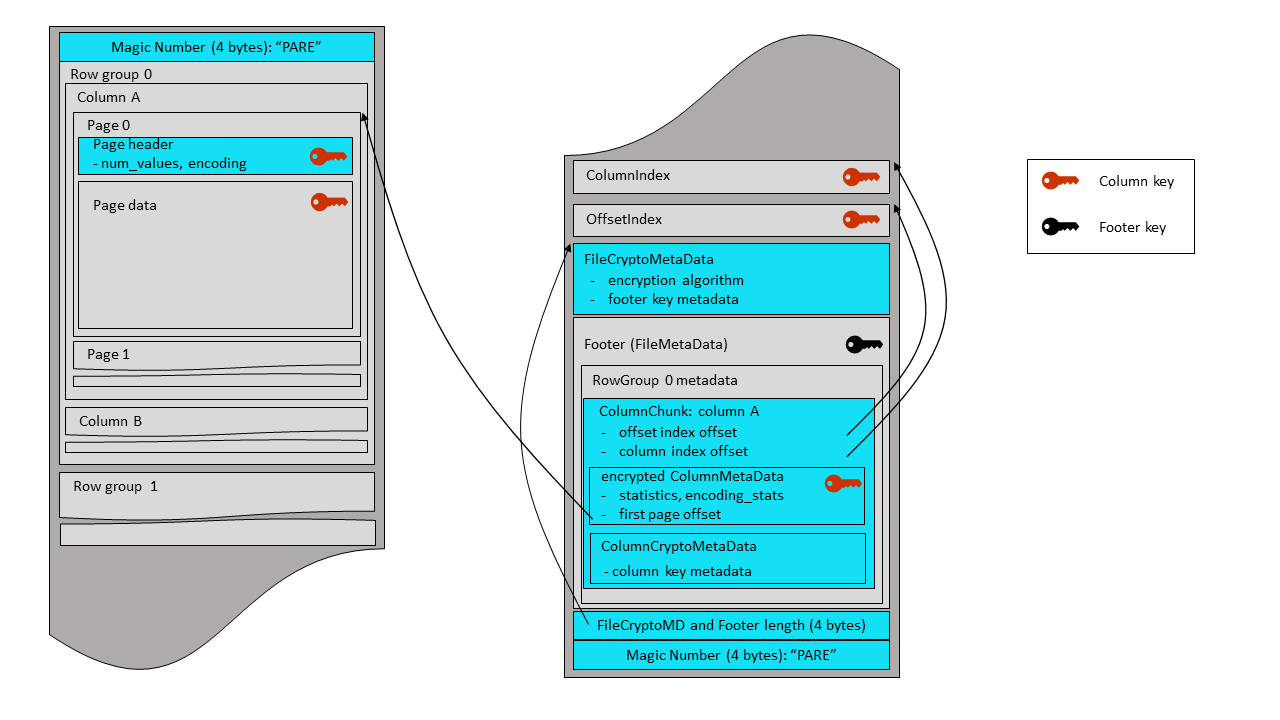 Magic Number (4 bytes): “PARE”
Row group 0
Column A
Page 0
Page header
- num_values, encoding
Page data
Page 1
Column B
Row group 1
ColumnIndex
OffsetIndex
FileCryptoMetaData
- encryption algorithm
- footer key metadata
Footer (FileMetaData)
RowGroup 0 metadata
ColumnChunk: column A
- offset index offset
- column index offset
encrypted ColumnMetaData
- statistics, encoding_stats
- first page offset
ColumnCryptoMetaData
- column key metadata
FileCryptoMD and Footer length (4 bytes)
Magic Number (4 bytes): “PARE”
Column key
Footer key